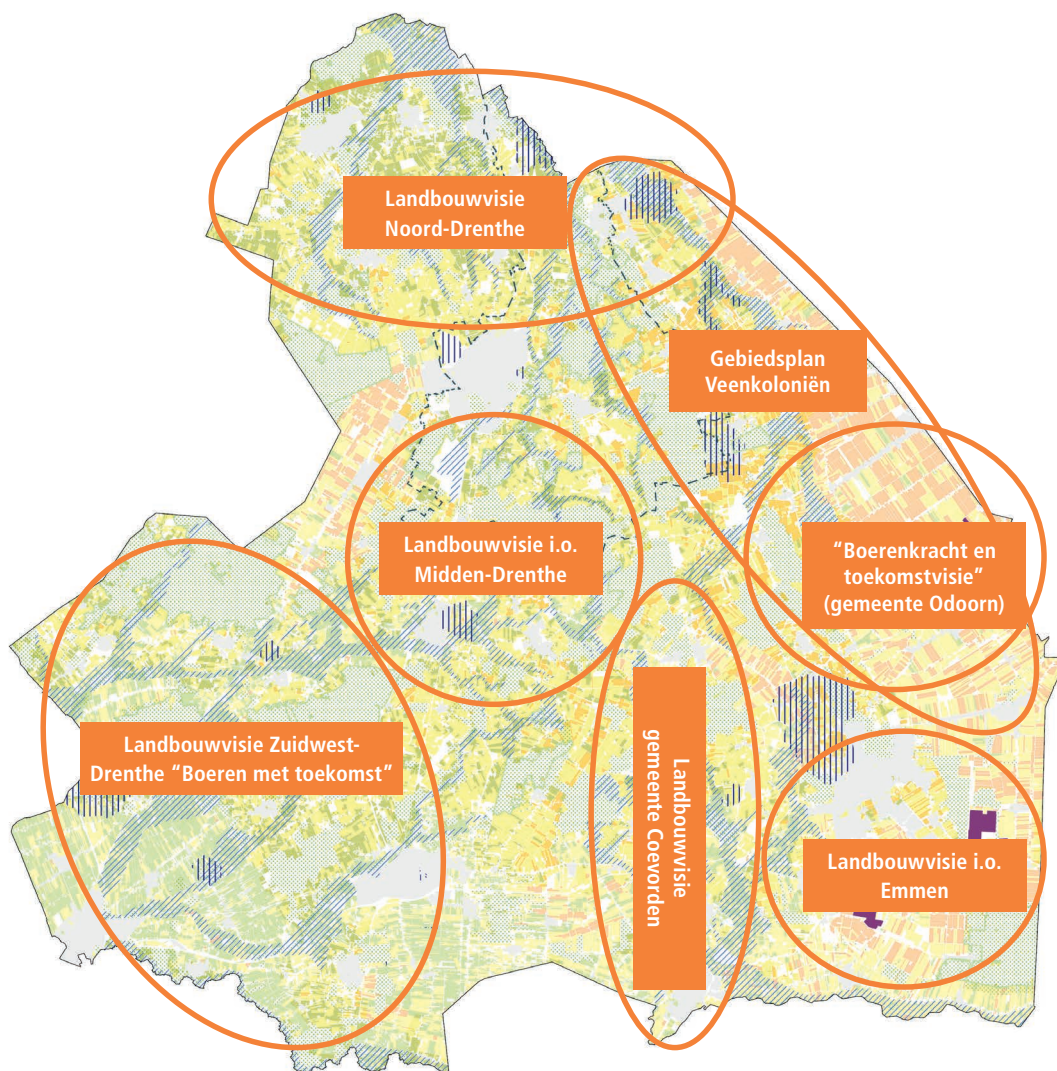 Landbouwvisie
Noord-Drenthe
Gebiedsplan
Veenkoloniën
Landbouwvisie i.o.
Midden-Drenthe
“Boerenkracht en
toekomstvisie”
(gemeente Odoorn)
Landbouwvisie Zuidwest-
Drenthe “Boeren met toekomst”
Landbouwvisie
gemeente Coevorden
Landbouwvisie i.o.
Emmen